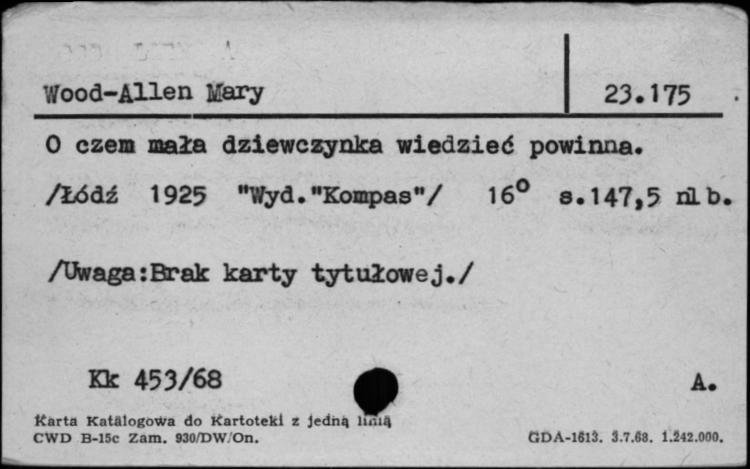 Wood-Allen Mary 23.175
O czem mała dziewczynka wiedzieć powinna.
/Łódź 1925 "Wyd."Kompas"/ 16° s.147,5 nlb.
/Uwaga:Brak karty tytułowej./
Kk 453/68 A.
Karta Katalogowa do Kartoteki z jedną linią
CWD B-15c Zam. 930/DW/On. GDA-1613. 3.7.68. 1.242.000.